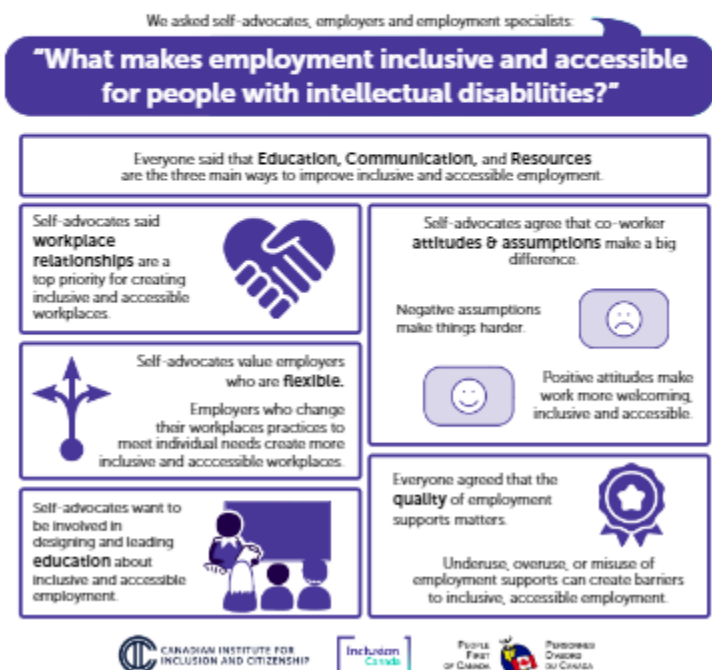 We asked self-advocates, employers and employment specialists:
“What makes employment inclusive and accessible
for people with intellectual disabilities?”
Everyone said that Education, Communication, and Resources
are the three main ways to improve inclusive and accessible employment.
Self-advocates said
workplace
relationships are a
top priority for creating
inclusive and accessible
workplaces.
Self-advocates value employers
who are flexible.
Employers who change
their workplaces practices to
meet individual needs create more
inclusive and acccessible workplaces.
Self-advocates want to
be involved in
designing and leading
education about
inclusive and accessible
employment.
Self-advocates agree that co-worker
attitudes & assumptions make a big
difference.
Negative assumptions
make things harder.
Positive attitudes make
work more welcoming,
inclusive and accessible.
Everyone agreed that the
quality of employment
supports matters.
Underuse, overuse, or misuse of
employment supports can create barriers
to inclusive, accessible employment.
CANADIAN INSTITUTE FOR
INCLUSION AND CITIZENSHIP
Inclusion
Canada
PEOPLE
FIRST
OF CANADA
PERSONNES
D'ABORD
DU CANADA